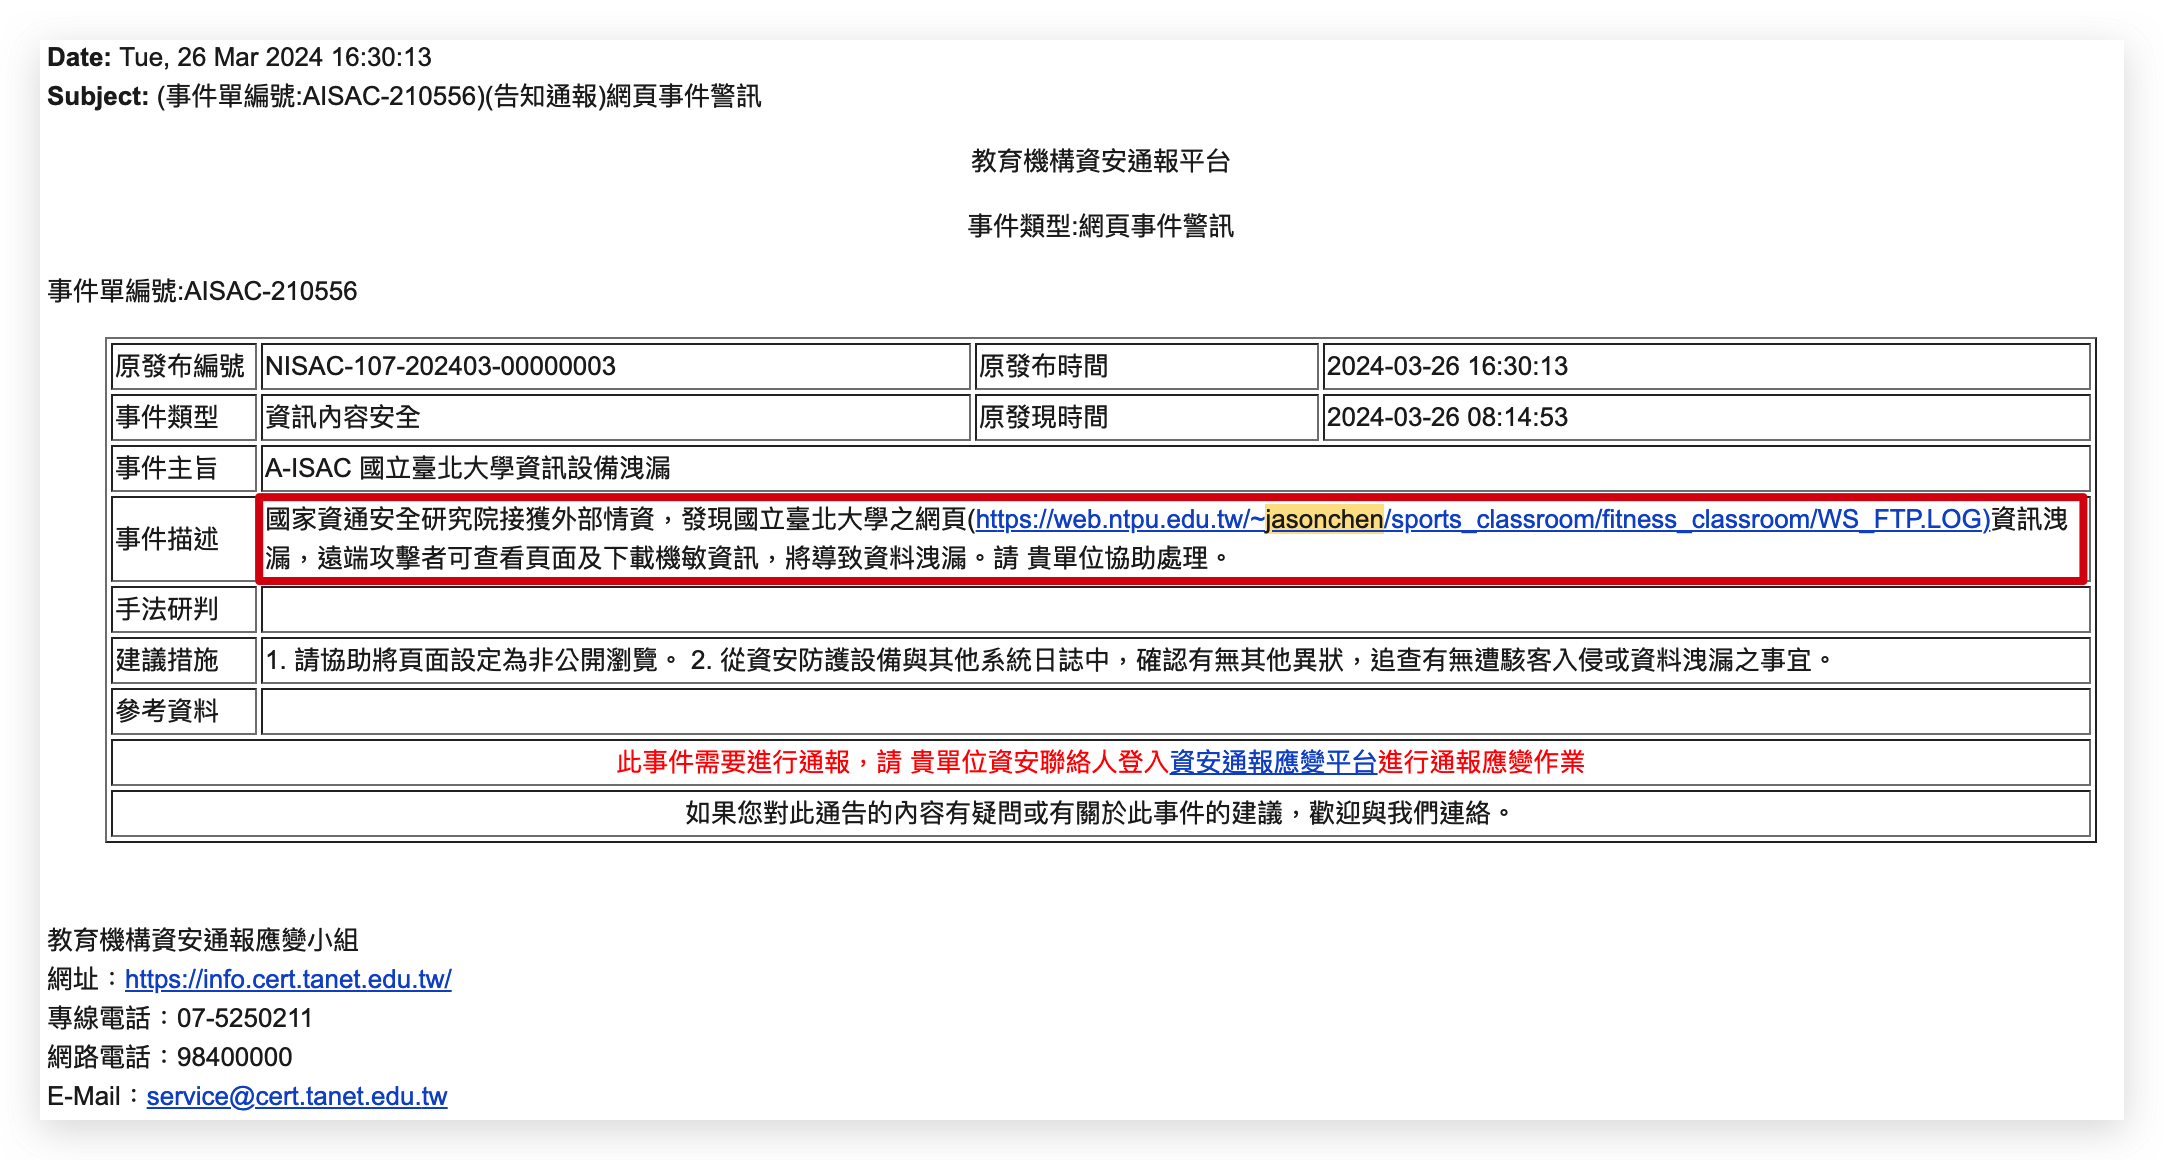 Date: Tue, 26 Mar 2024 16:30:13
Subject: (事件單編號:AISAC-210556)(告知通報)網頁事件警訊
教育機構資安通報平台
事件類型:網頁事件警訊
事件單編號:AISAC-210556
原發布編號 NISAC-107-202403-00000003 原發布時間 2024-03-26 16:30:13
事件類型 資訊內容安全 原發現時間 2024-03-26 08:14:53
事件主旨 A-ISAC 國立臺北大學資訊設備洩漏
事件描述 國家資通安全研究院接獲外部情資，發現國立臺北大學之網頁(https://web.ntpu.edu.tw/~jasonchen/sports_classroom/fitness_classroom/WS_FTP.LOG)資訊洩
漏，遠端攻擊者可查看頁面及下載機敏資訊，將導致資料洩漏。請 貴單位協助處理。
手法研判
建議措施 1. 請協助將頁面設定為非公開瀏覽。 2. 從資安防護設備與其他系統日誌中，確認有無其他異狀，追查有無遭駭客入侵或資料洩漏之事宜。
參考資料
此事件需要進行通報，請 貴單位資安聯絡人登入資安通報應變平台進行通報應變作業
如果您對此通告的內容有疑問或有關於此事件的建議，歡迎與我們連絡。
教育機構資安通報應變小組
網址：https://info.cert.tanet.edu.tw/
專線電話：07-5250211
網路電話：98400000
E-Mail：service@cert.tanet.edu.tw